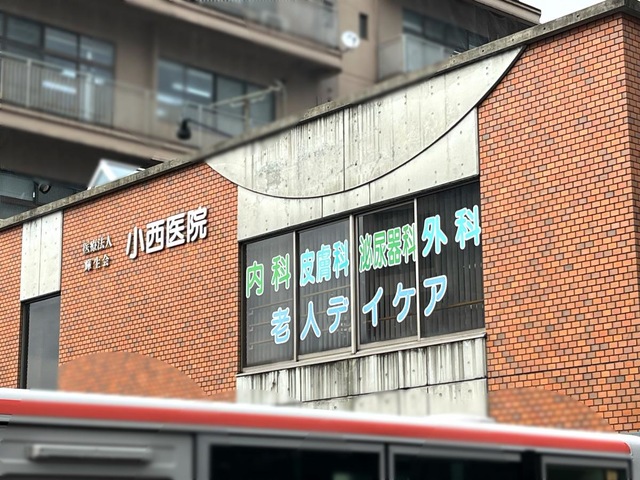 医療法人
輝生会
小西医院
内科 皮膚科 泌尿器科 外科
老人デイケア